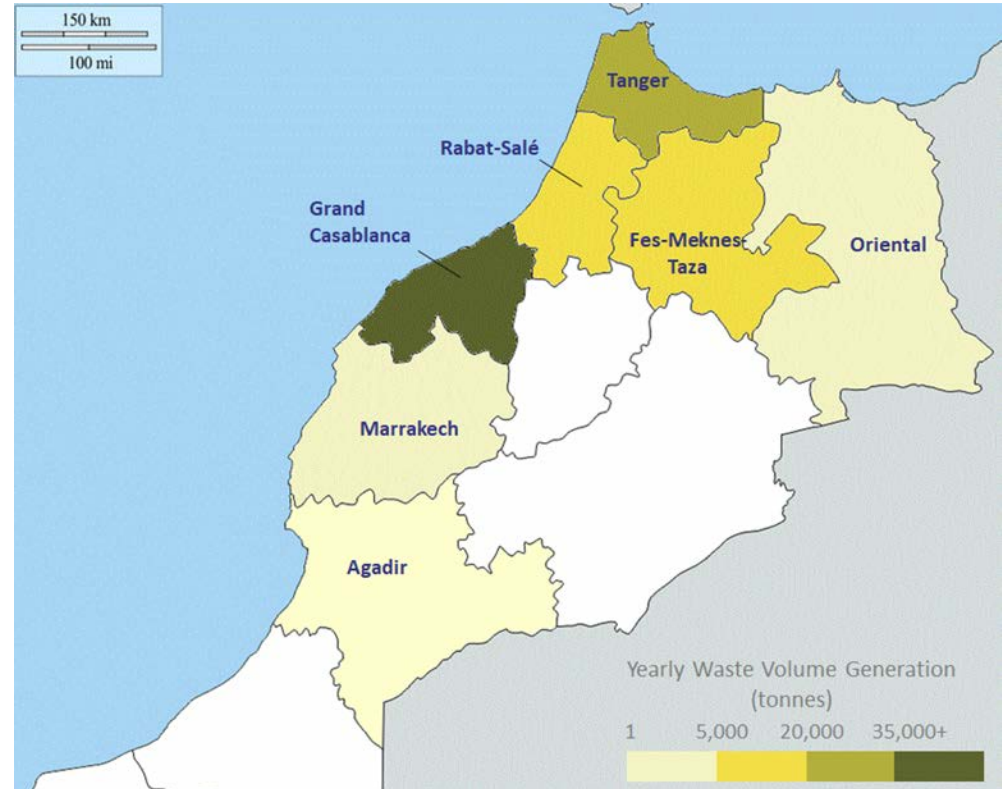 150 km
100 mi
Tanger
Rabat-Salé
Grand
Casablanca
Fes-Meknes-
Taza
Oriental
Marrakech
Agadir
Yearly Waste Volume Generation
(tonnes)
1 5,000 20,000 35,000+